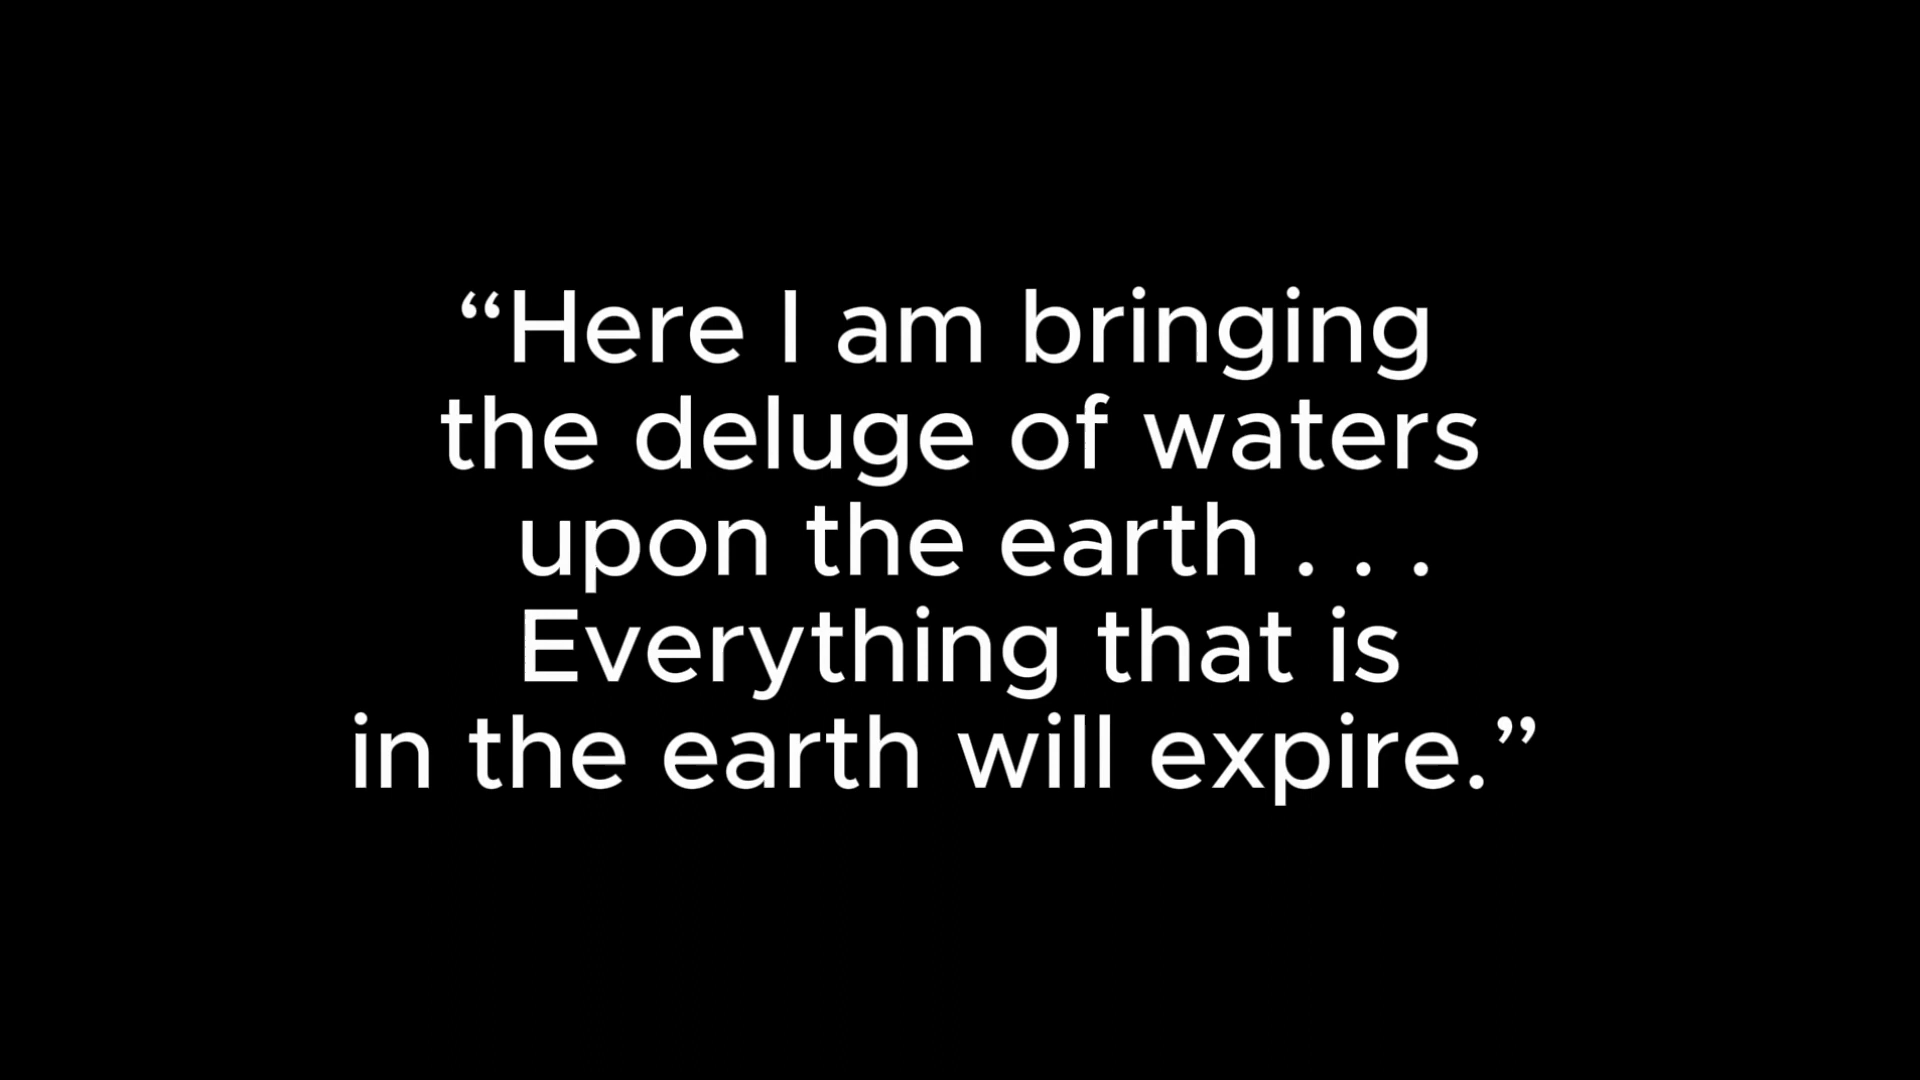 “Here I am bringing
the deluge of waters
upon the earth . . .
Everything that is
in the earth will expire.”